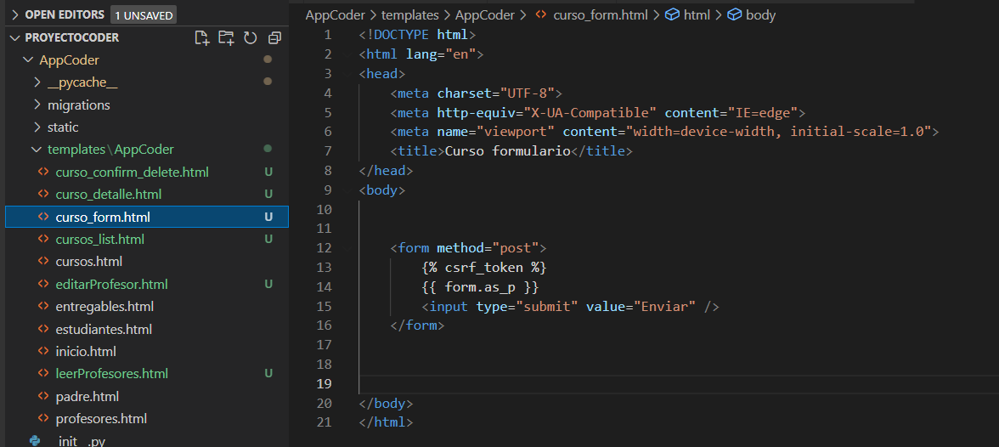 OPEN EDITORS 1 UNSAVED
PROYECTOCODER
AppCoder
__pycache__
migrations
static
templates\AppCoder
curso_confirm_delete.html U
curso_detalle.html U
curso_form.html U
cursos_list.html U
cursos.html
editarProfesor.html U
entregables.html
estudiantes.html
inicio.html
leerProfesores.html U
padre.html
profesores.html
__init__.py
AppCoder > templates > AppCoder > curso_form.html > html > body
1 <!DOCTYPE html>
2 <html lang="en">
3 <head>
4 <meta charset="UTF-8">
5 <meta http-equiv="X-UA-Compatible" content="IE=edge">
6 <meta name="viewport" content="width=device-width, initial-scale=1.0">
7 <title>Curso formulario</title>
8 </head>
9 <body>
10
11
12 <form method="post">
13 {% csrf_token %}
14 {{ form.as_p }}
15 <input type="submit" value="Enviar" />
16 </form>
17
18
19
20 </body>
21 </html>